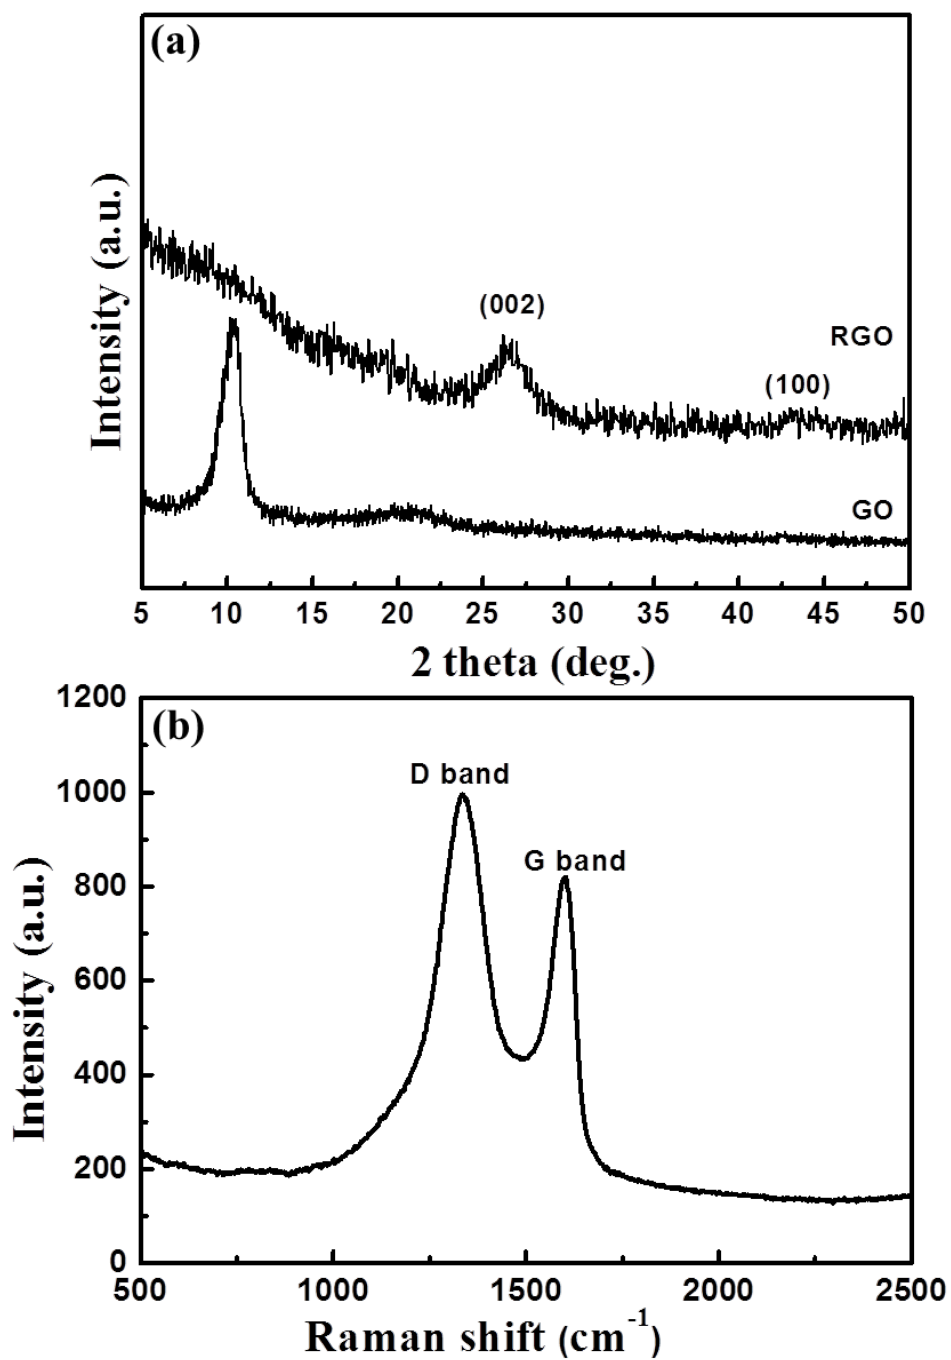 (a)
Intensity (a.u.)
(002)
RGO
(100)
GO
5 10 15 20 25 30 35 40 45 50
2 theta (deg.)
(b)
1200
1000
800
600
400
200
0
Intensity (a.u.)
D band
G band
500 1000 1500 2000 2500
Raman shift (cm-1)